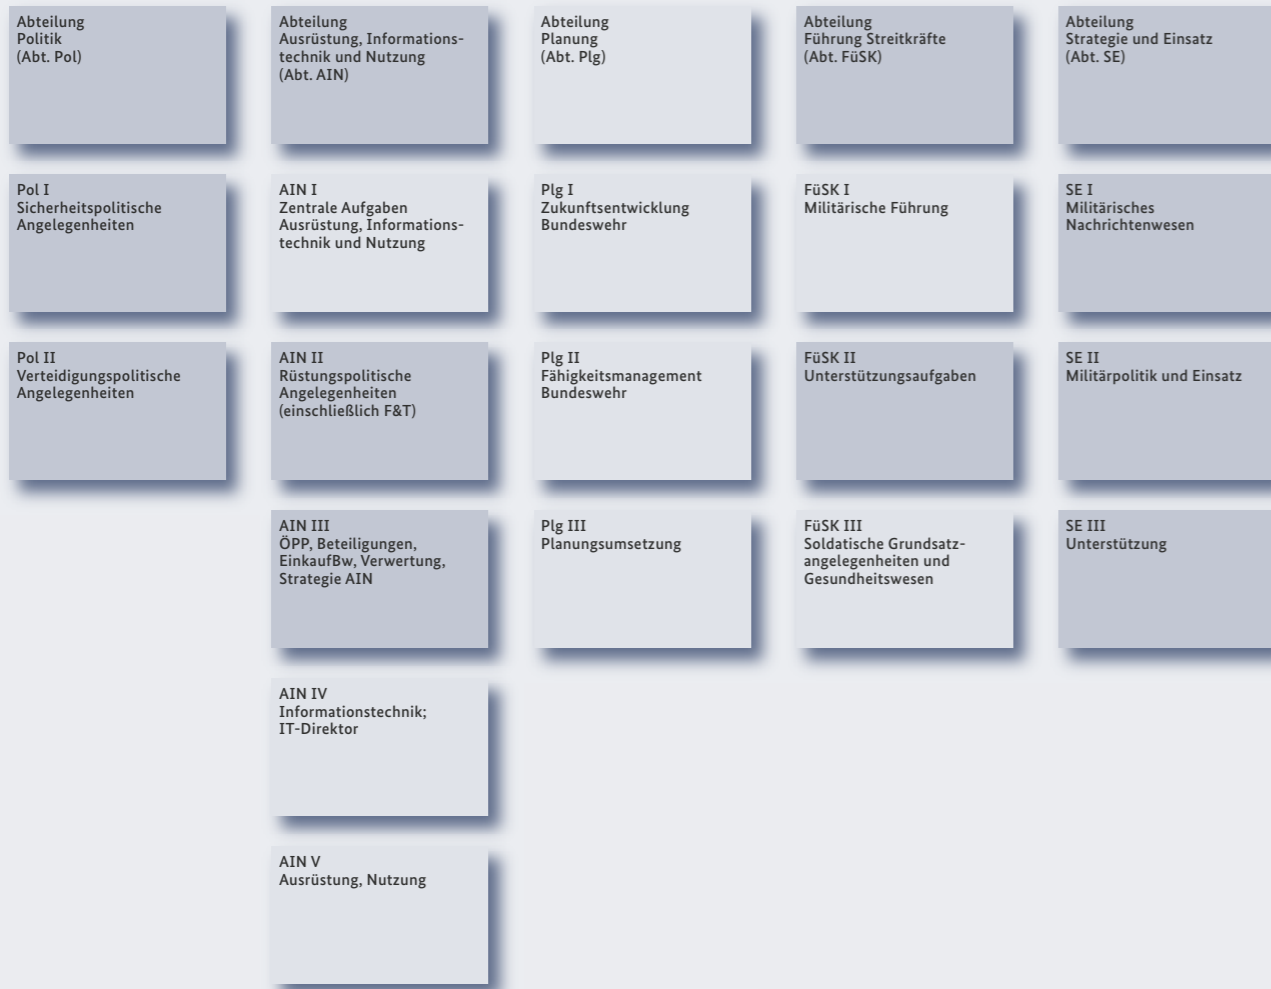 Abteilung
Politik
(Abt. Pol)
Abteilung
Ausrüstung, Informations-
technik und Nutzung
(Abt. AIN)
Abteilung
Planung
(Abt. Plg)
Abteilung
Führung Streitkräfte
(Abt. FüSK)
Abteilung
Strategie und Einsatz
(Abt. SE)
Pol I
Sicherheitspolitische
Angelegenheiten
AIN I
Zentrale Aufgaben
Ausrüstung, Informations-
technik und Nutzung
Plg I
Zukunftsentwicklung
Bundeswehr
FüSK I
Militärische Führung
SE I
Militärisches
Nachrichtenwesen
Pol II
Verteidigungspolitische
Angelegenheiten
AIN II
Rüstungspolitische
Angelegenheiten
(einschließlich F&T)
Plg II
Fähigkeitsmanagement
Bundeswehr
FüSK II
Unterstützungsaufgaben
SE II
Militärpolitik und Einsatz
AIN III
ÖPP, Beteiligungen,
EinkaufBw, Verwertung,
Strategie AIN
Plg III
Planungsumsetzung
FüSK III
Soldatische Grundsatz-
angelegenheiten und
Gesundheitswesen
SE III
Unterstützung
AIN IV
Informationstechnik;
IT-Direktor
AIN V
Ausrüstung, Nutzung